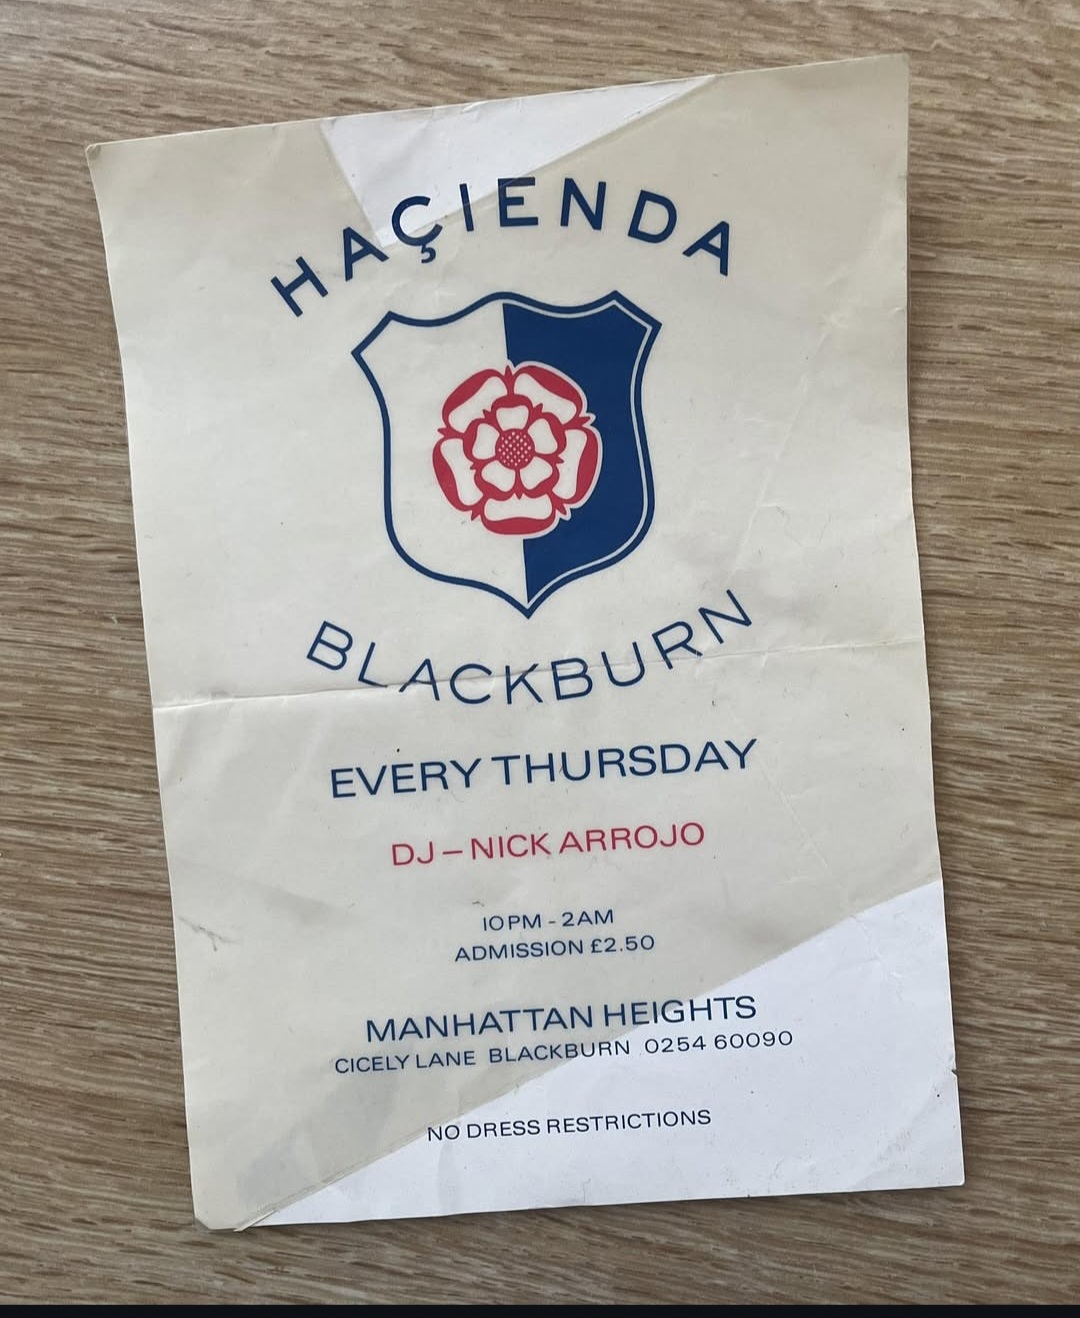 HAÇIENDA
BLACKBURN
EVERY THURSDAY
DJ – NICK ARROJO
10PM - 2AM
ADMISSION £2.50
MANHATTAN HEIGHTS
CICELY LANE BLACKBURN 0254 60090
NO DRESS RESTRICTIONS